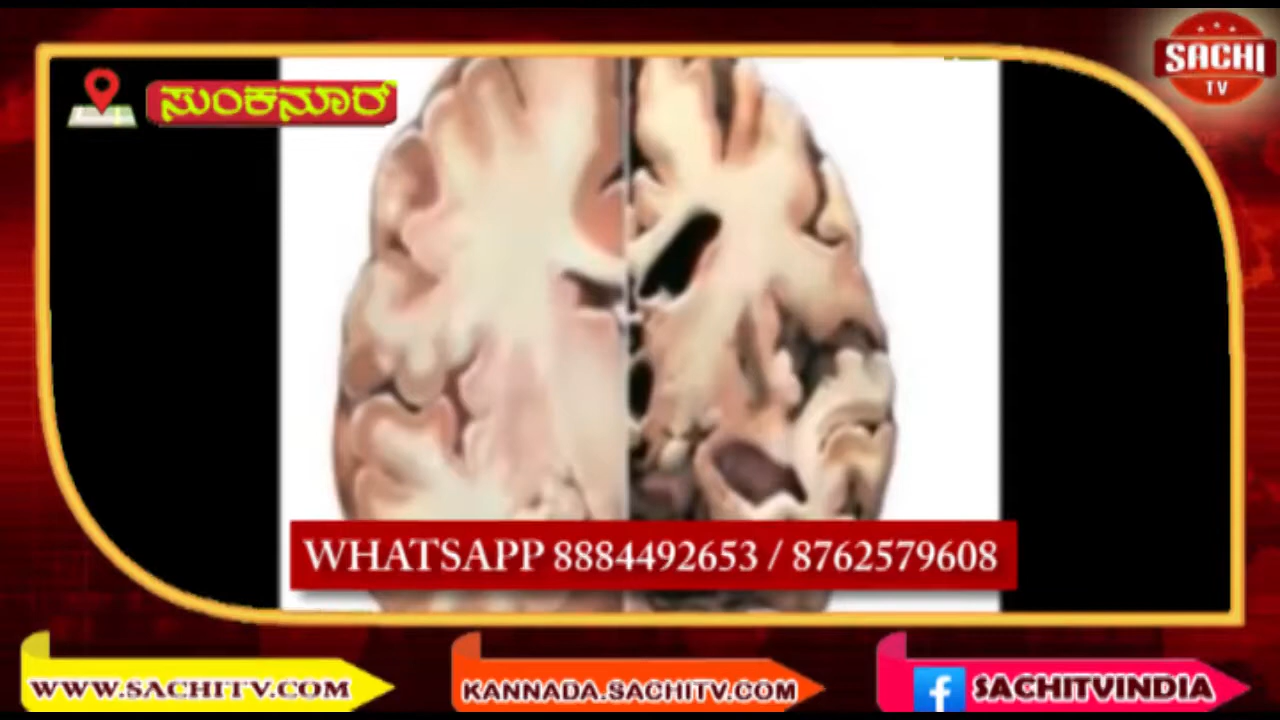 SACHI
TV
ಸುಂಕನೂರ್
WHATSAPP 8884492653 / 8762579608
WWW.SACHITV.COM
KANNADA.SACHITV.COM
f SACHITVINDIA